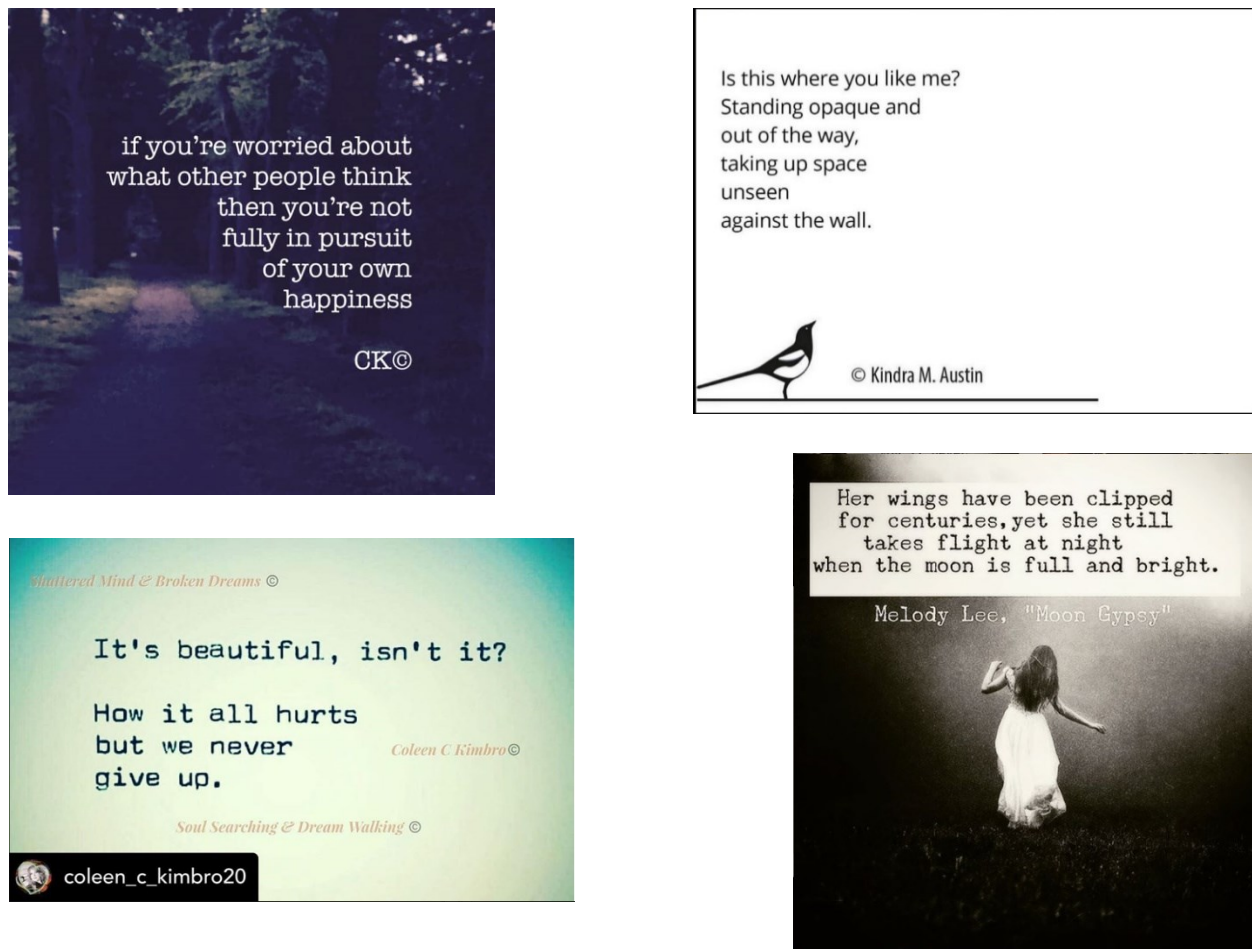 if you're worried about
what other people think
then you're not
fully in pursuit
of your own
happiness
CK©
Is this where you like me?
Standing opaque and
out of the way,
taking up space
unseen
against the wall.
© Kindra M. Austin
Shattered Mind & Broken Dreams ©
It's beautiful, isn't it?
How it all hurts
but we never
give up.
Coleen C Kimbro©
Soul Searching & Dream Walking ©
coleen_c_kimbro20
Her wings have been clipped
for centuries, yet she still
takes flight at night
when the moon is full and bright.
Melody Lee, "Moon Gypsy"